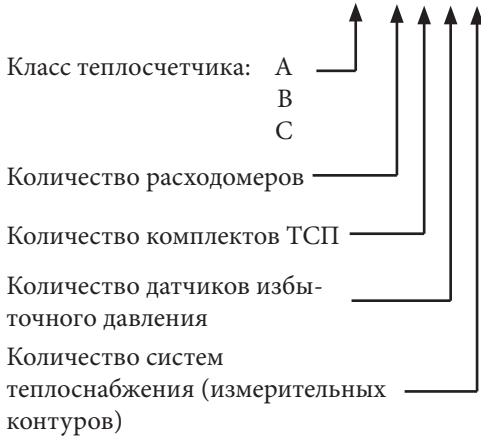 Класс теплосчетчика: А
В
С
Количество расходомеров
Количество комплектов ТСП
Количество датчиков избы-
точного давления
Количество систем
теплоснабжения (измерительных
контуров)